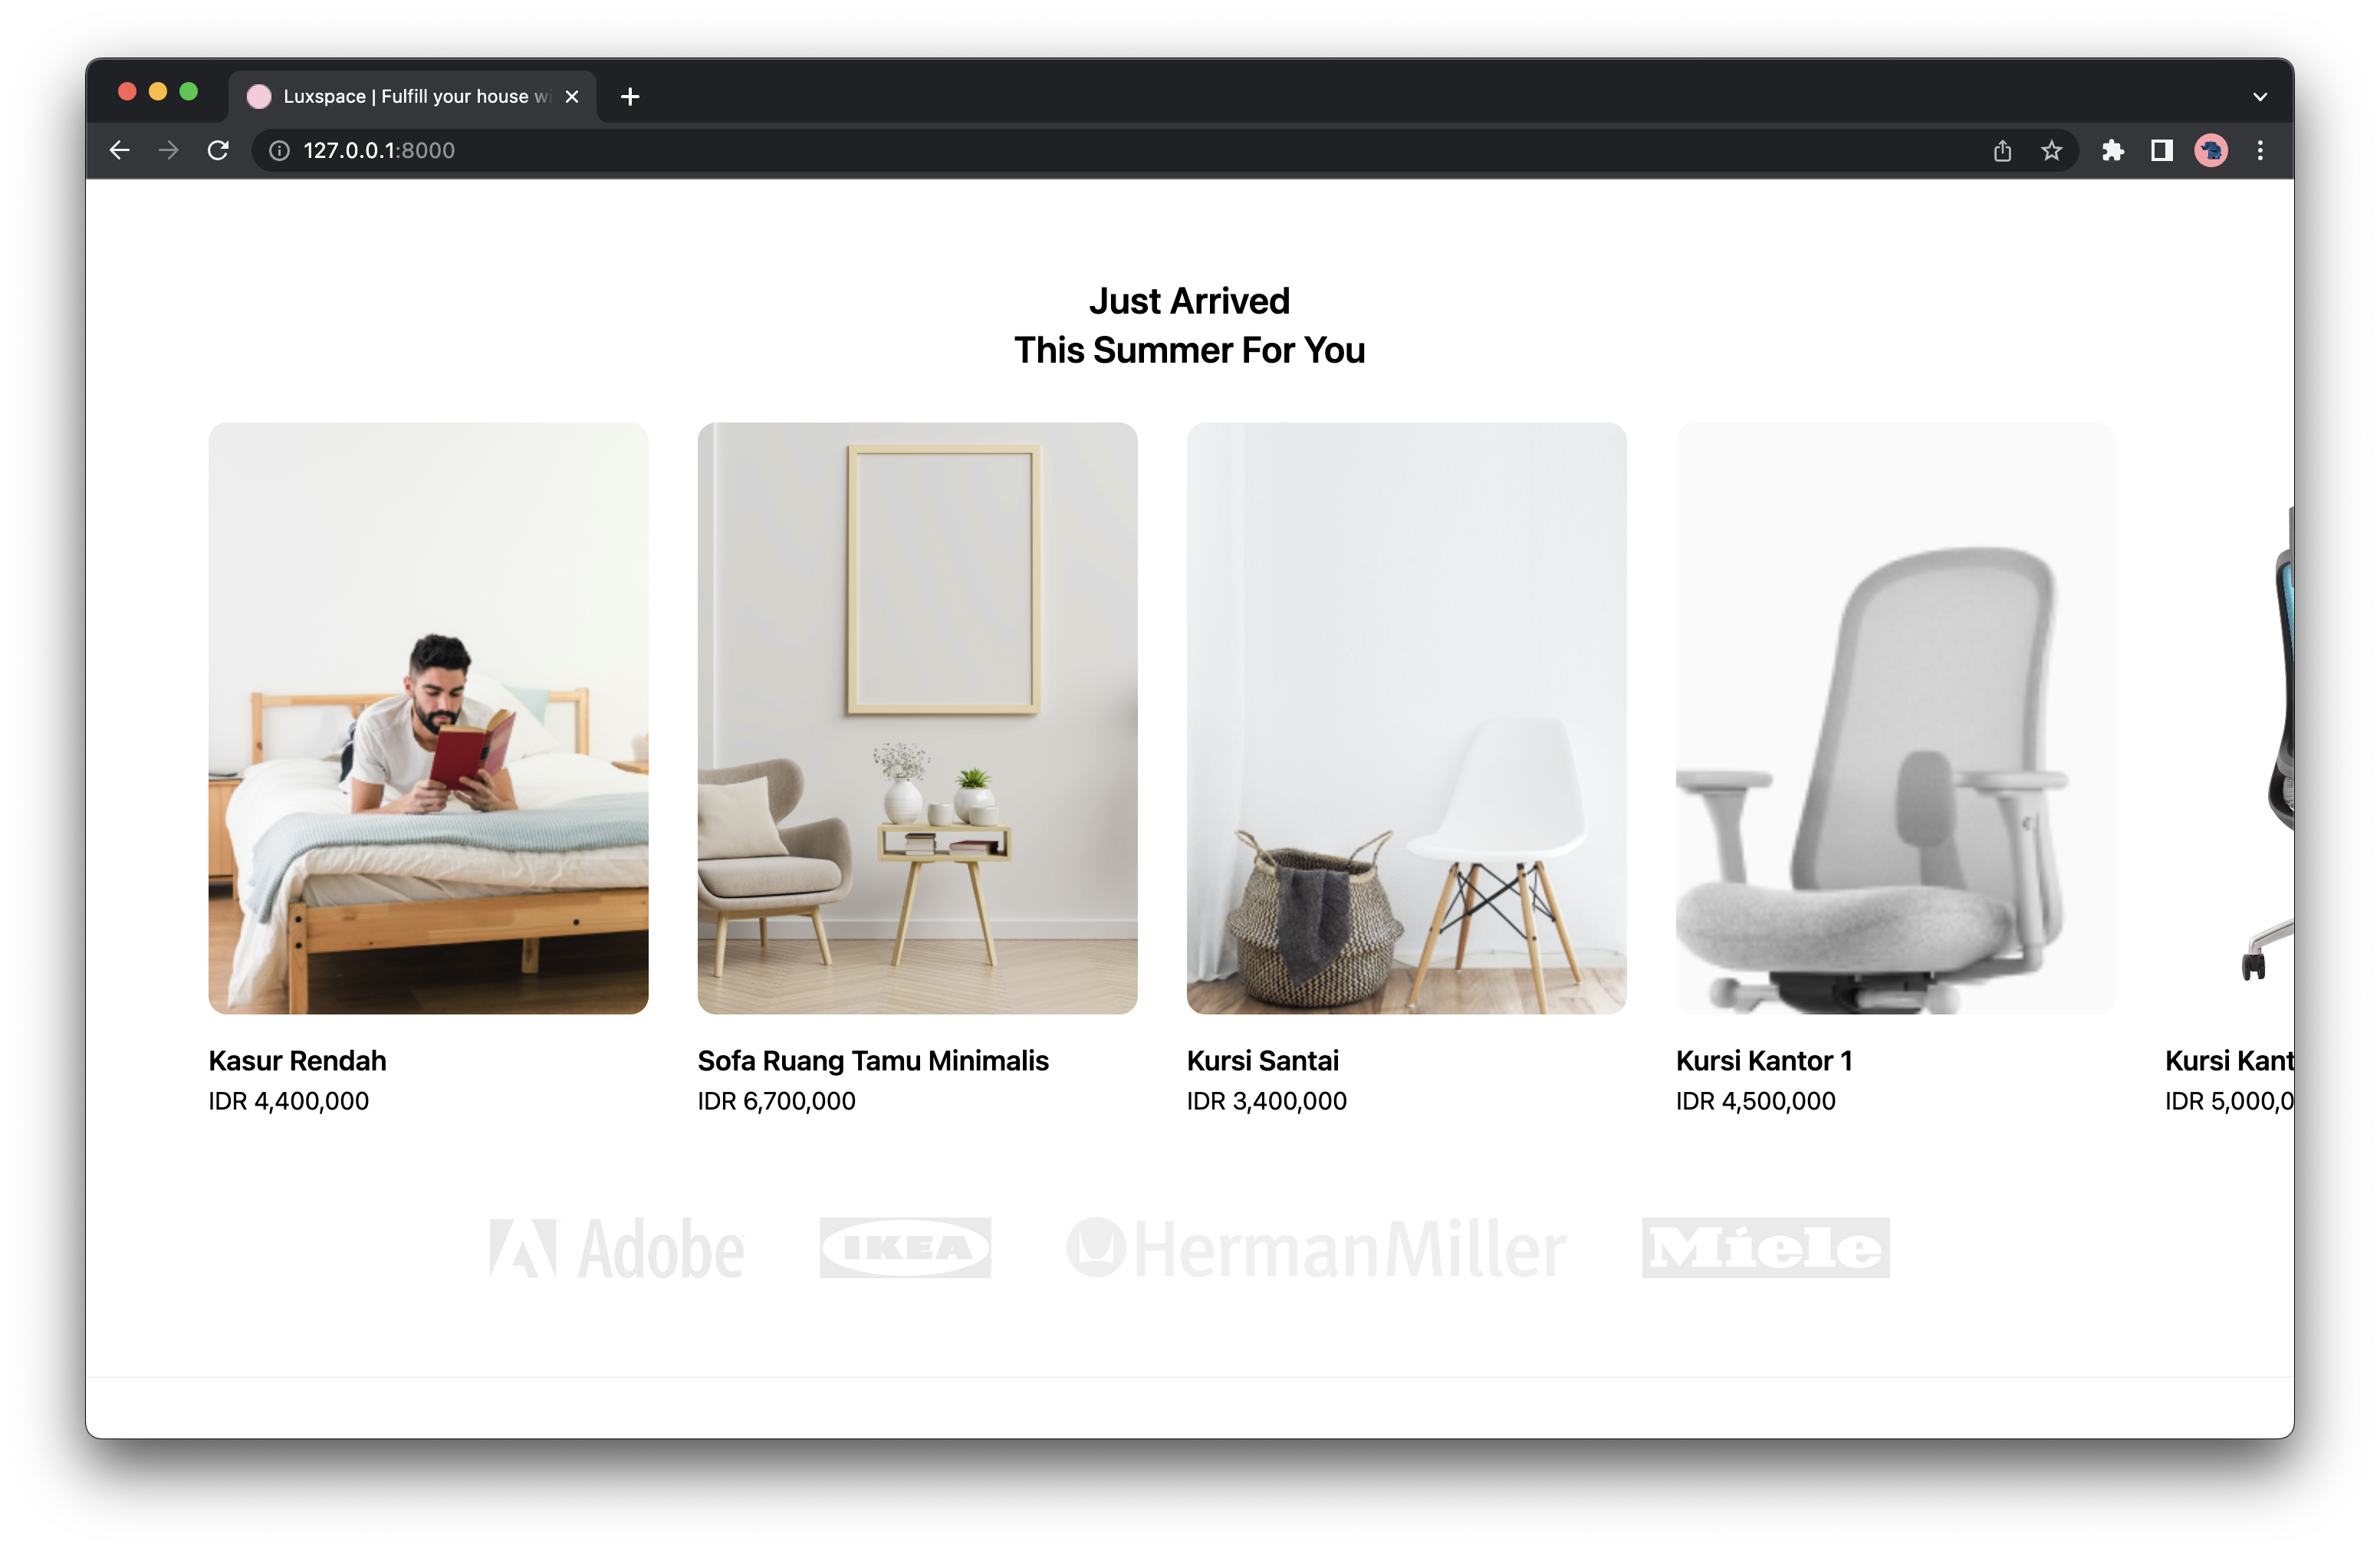 Luxspace | Fulfill your house wi
127.0.0.1:8000
Just Arrived
This Summer For You
Kasur Rendah
IDR 4,400,000
Sofa Ruang Tamu Minimalis
IDR 6,700,000
Kursi Santai
IDR 3,400,000
Kursi Kantor 1
IDR 4,500,000
Kursi Kant
IDR 5,000,0
Adobe
IKEA
HermanMiller
Miele